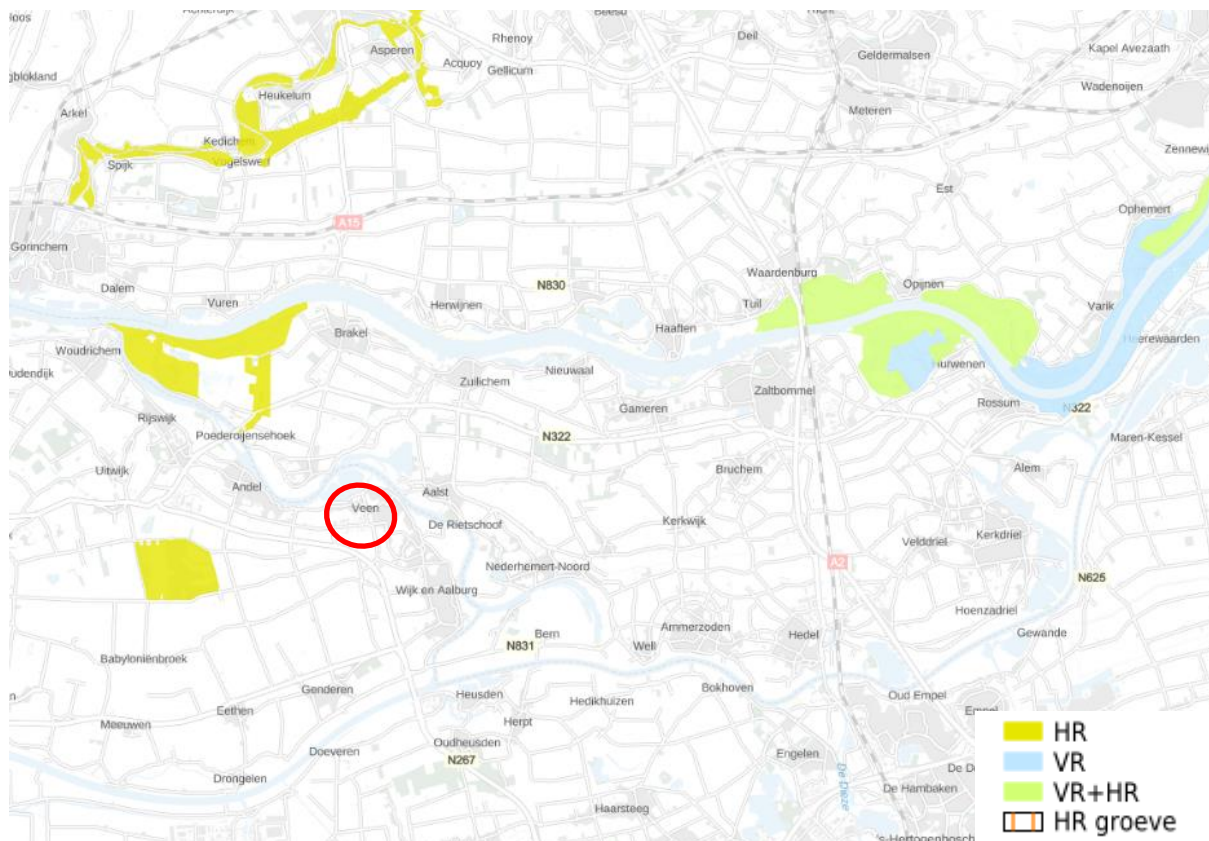 Rhenoy
Deil
Asperen
Acquoy
Gellicum
Geldermalsen
Kapel Avezaath
gblokland
Wadenoijen
Heukelum
Arkel
Meteren
Kedichem
Spijk
Est
Ophemert
A15
Gorinchem
Waardenburg
Dalem
Opijnen
N830
Vuren
Herwijnen
Tuil
Varik
Brakel
Haaften
Heerewaarden
Woudrichem
Hurwenen
Nieuwaal
Zuilichem
Zaltbommel
Rossum
N322
Gameren
Rijswijk
Poederoijensehoek
N322
Maren-Kessel
Uitwijk
Bruchem
Alem
Andel
Aalst
Veen
De Rietschoof
Kerkwijk
Velddriel
Kerkdriel
Nederhemert-Noord
A2
N625
Wijk en Aalburg
Hoenzadriel
Ammerzoden
Hedel
Gewande
Bern
N831
Well
Babyloniënbroek
Genderen
Heusden
Hedikhuizen
Bokhoven
Oud Empel
Eethen
Meeuwen
Herpt
Doeveren
Oudheusden
Engelen
N267
Drongelen
De Dieze
De Hambaken
Haarsteeg
HR
VR
VR+HR
HR groeve